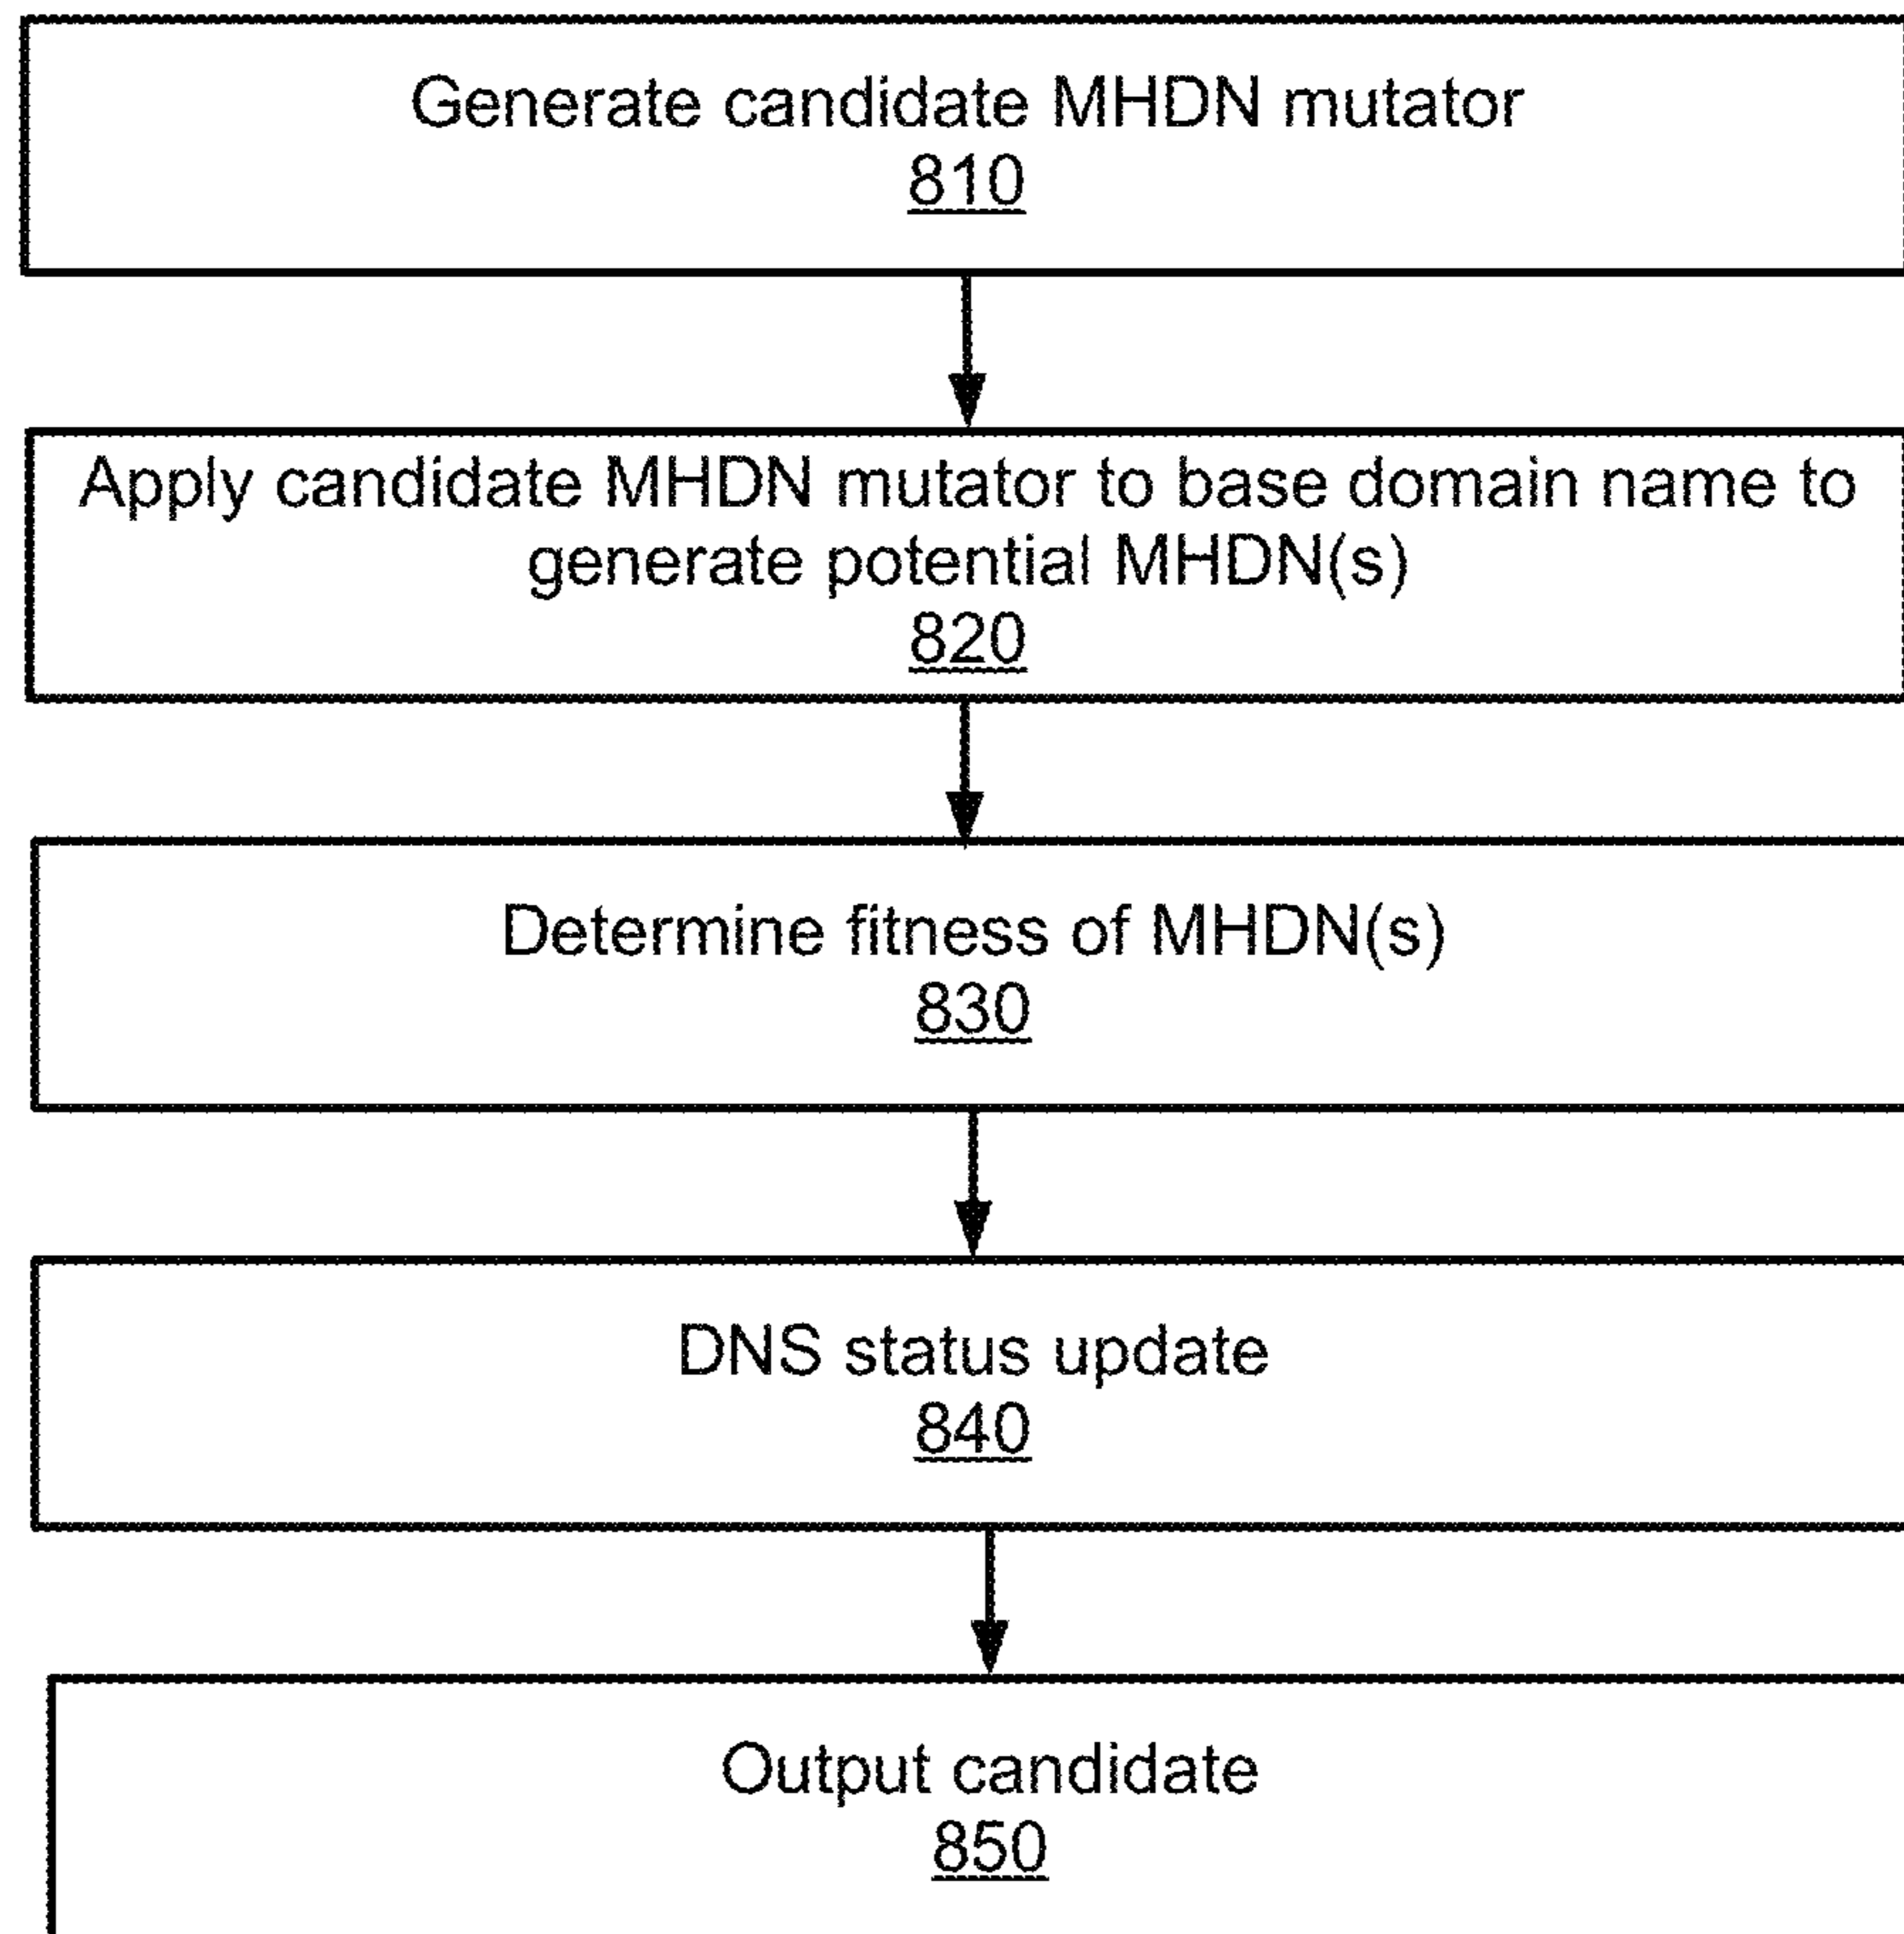 Generate candidate MHDN mutator
810
Apply candidate MHDN mutator to base domain name to
generate potential MHDN(s)
820
Determine fitness of MHDN(s)
830
DNS status update
840
Output candidate
850